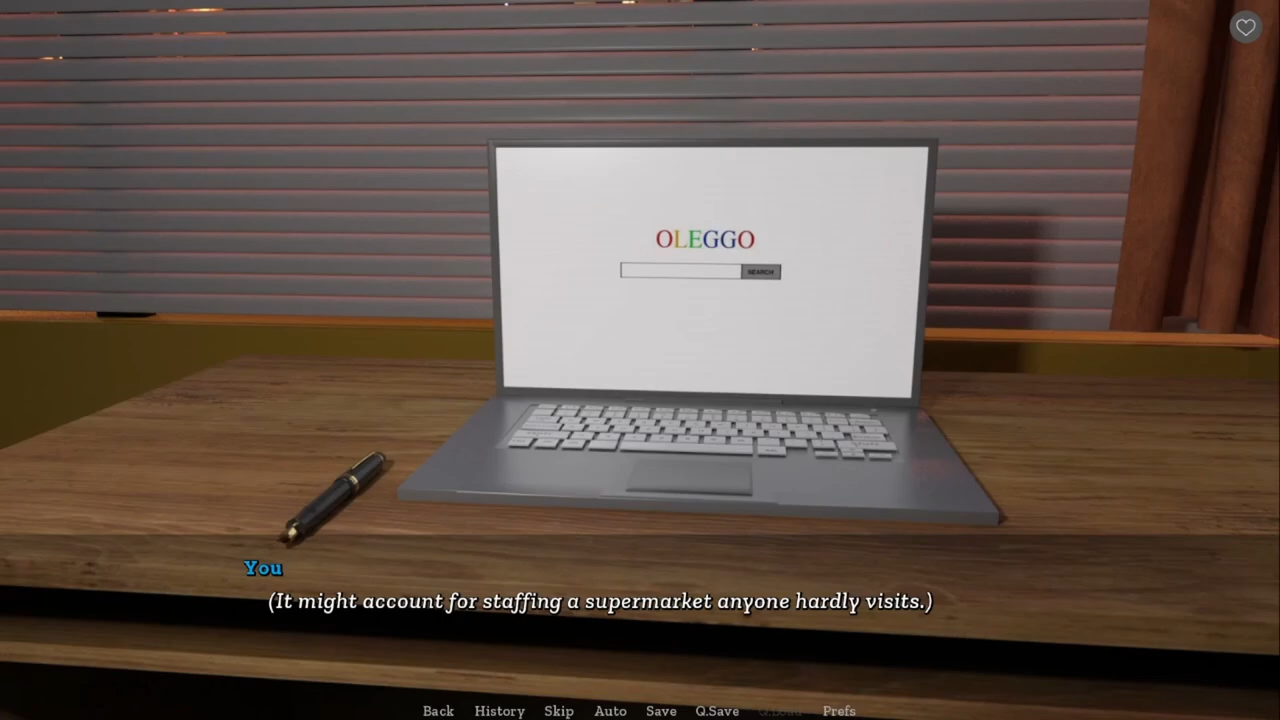 OLEGGO
SEARCH
You
(It might account for staffing a supermarket anyone hardly visits.)
Back History Skip Auto Save Q.Save Q.Load Prefs